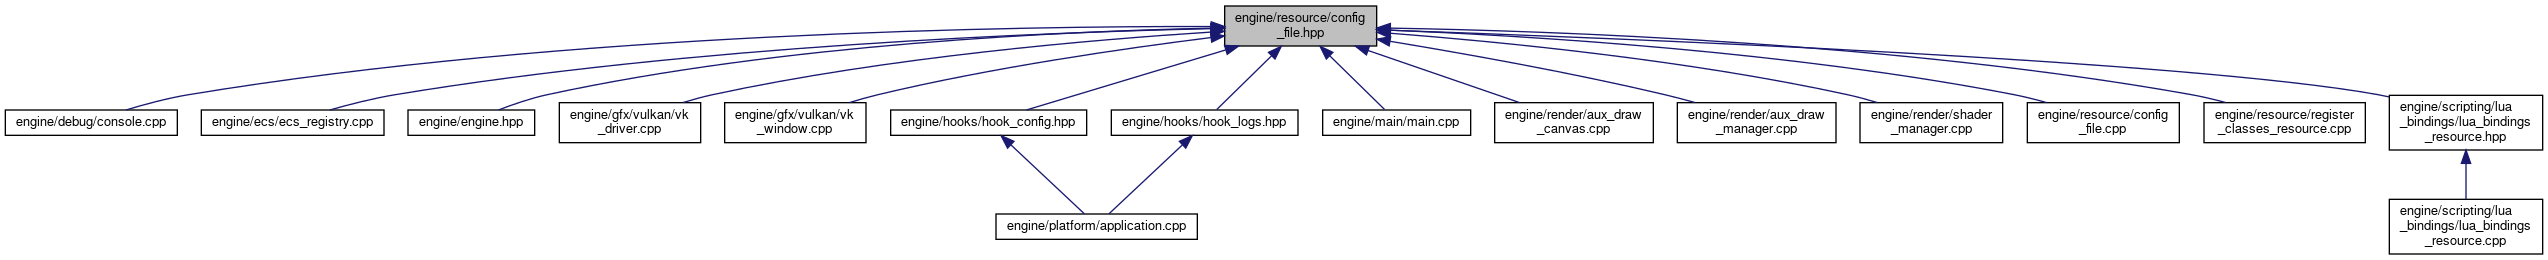 engine/resource/config
_file.hpp
engine/debug/console.cpp
engine/ecs/ecs_registry.cpp
engine/engine.hpp
engine/gfx/vulkan/vk
_driver.cpp
engine/gfx/vulkan/vk
_window.cpp
engine/hooks/hook_config.hpp
engine/hooks/hook_logs.hpp
engine/main/main.cpp
engine/render/aux_draw
_canvas.cpp
engine/render/aux_draw
_manager.cpp
engine/render/shader
_manager.cpp
engine/resource/config
_file.cpp
engine/resource/register
_classes_resource.cpp
engine/scripting/lua
_bindings/lua_bindings
_resource.hpp
engine/platform/application.cpp
engine/scripting/lua
_bindings/lua_bindings
_resource.cpp